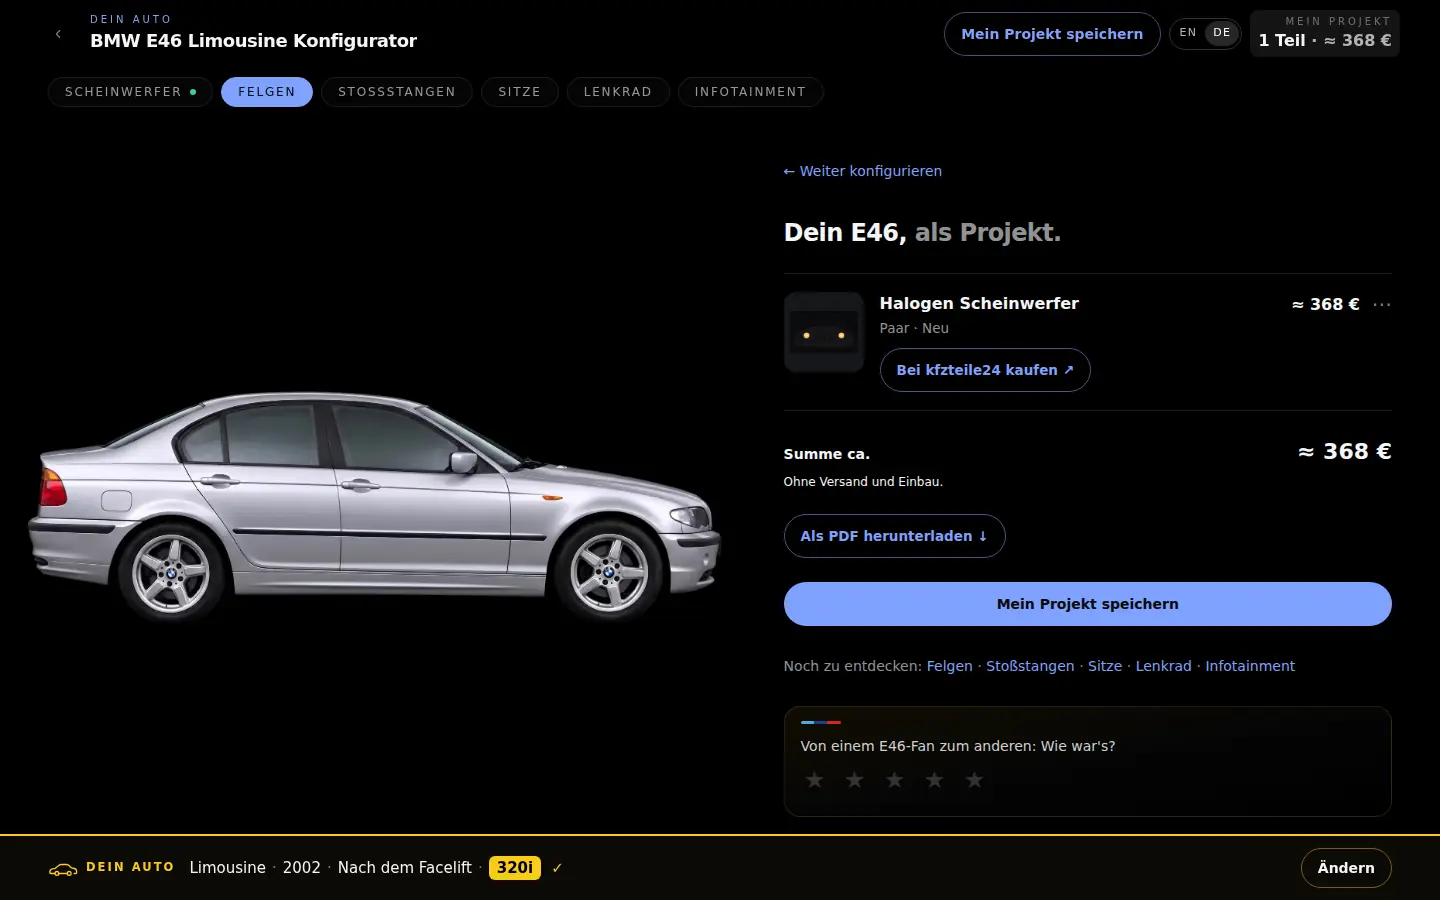 DEIN AUTO
BMW E46 Limousine Konfigurator
Mein Projekt speichern
EN DE
MEIN PROJEKT
1 Teil · ≈ 368 €
SCHEINWERFER
FELGEN
STOSSSTANGEN
SITZE
LENKRAD
INFOTAINMENT
← Weiter konfigurieren
Dein E46, als Projekt.
Halogen Scheinwerfer
≈ 368 € ···
Paar · Neu
Bei kfzteile24 kaufen ↗
Summe ca.
≈ 368 €
Ohne Versand und Einbau.
Als PDF herunterladen ↓
Mein Projekt speichern
Noch zu entdecken: Felgen · Stoßstangen · Sitze · Lenkrad · Infotainment
Von einem E46-Fan zum anderen: Wie war's?
★ ★ ★ ★ ★
DEIN AUTO
Limousine · 2002 · Nach dem Facelift · 320i ✓
Ändern